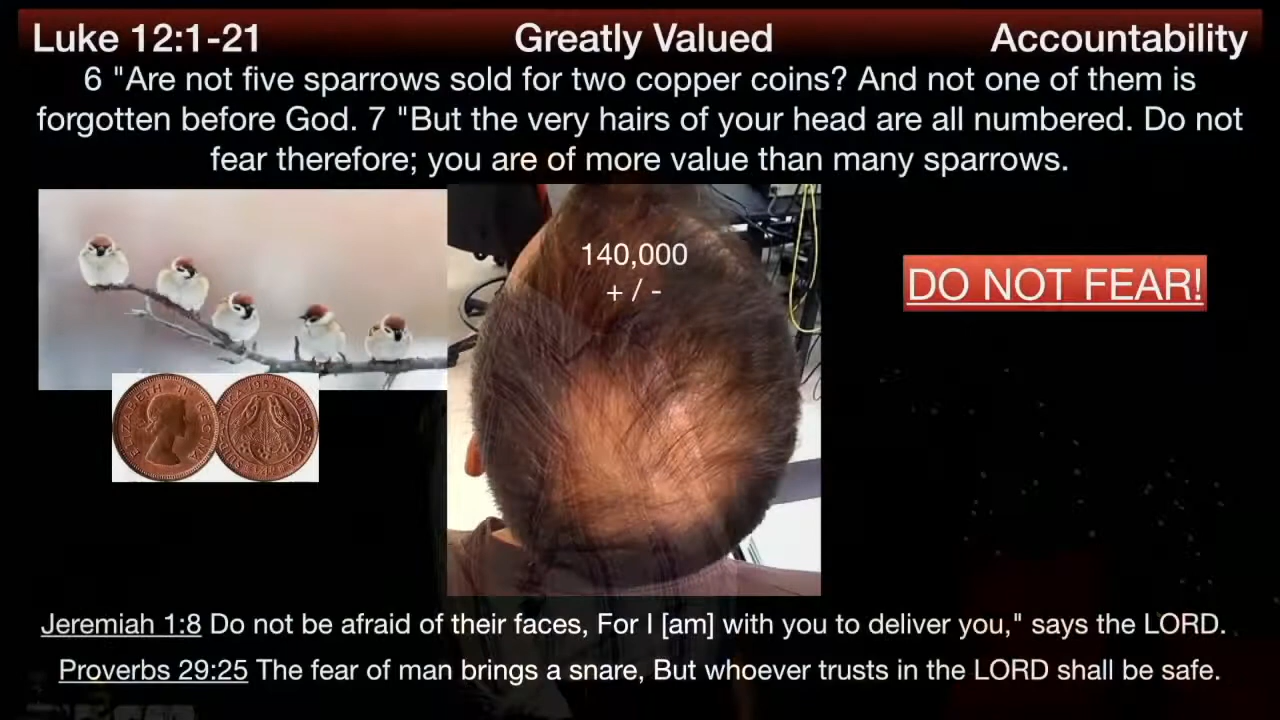 Luke 12:1-21 Greatly Valued Accountability
6 "Are not five sparrows sold for two copper coins? And not one of them is
forgotten before God. 7 "But the very hairs of your head are all numbered. Do not
fear therefore; you are of more value than many sparrows.
140,000
+ / -
DO NOT FEAR!
ELIZABETH II REGINA
1953
Jeremiah 1:8 Do not be afraid of their faces, For I [am] with you to deliver you," says the LORD.
Proverbs 29:25 The fear of man brings a snare, But whoever trusts in the LORD shall be safe.